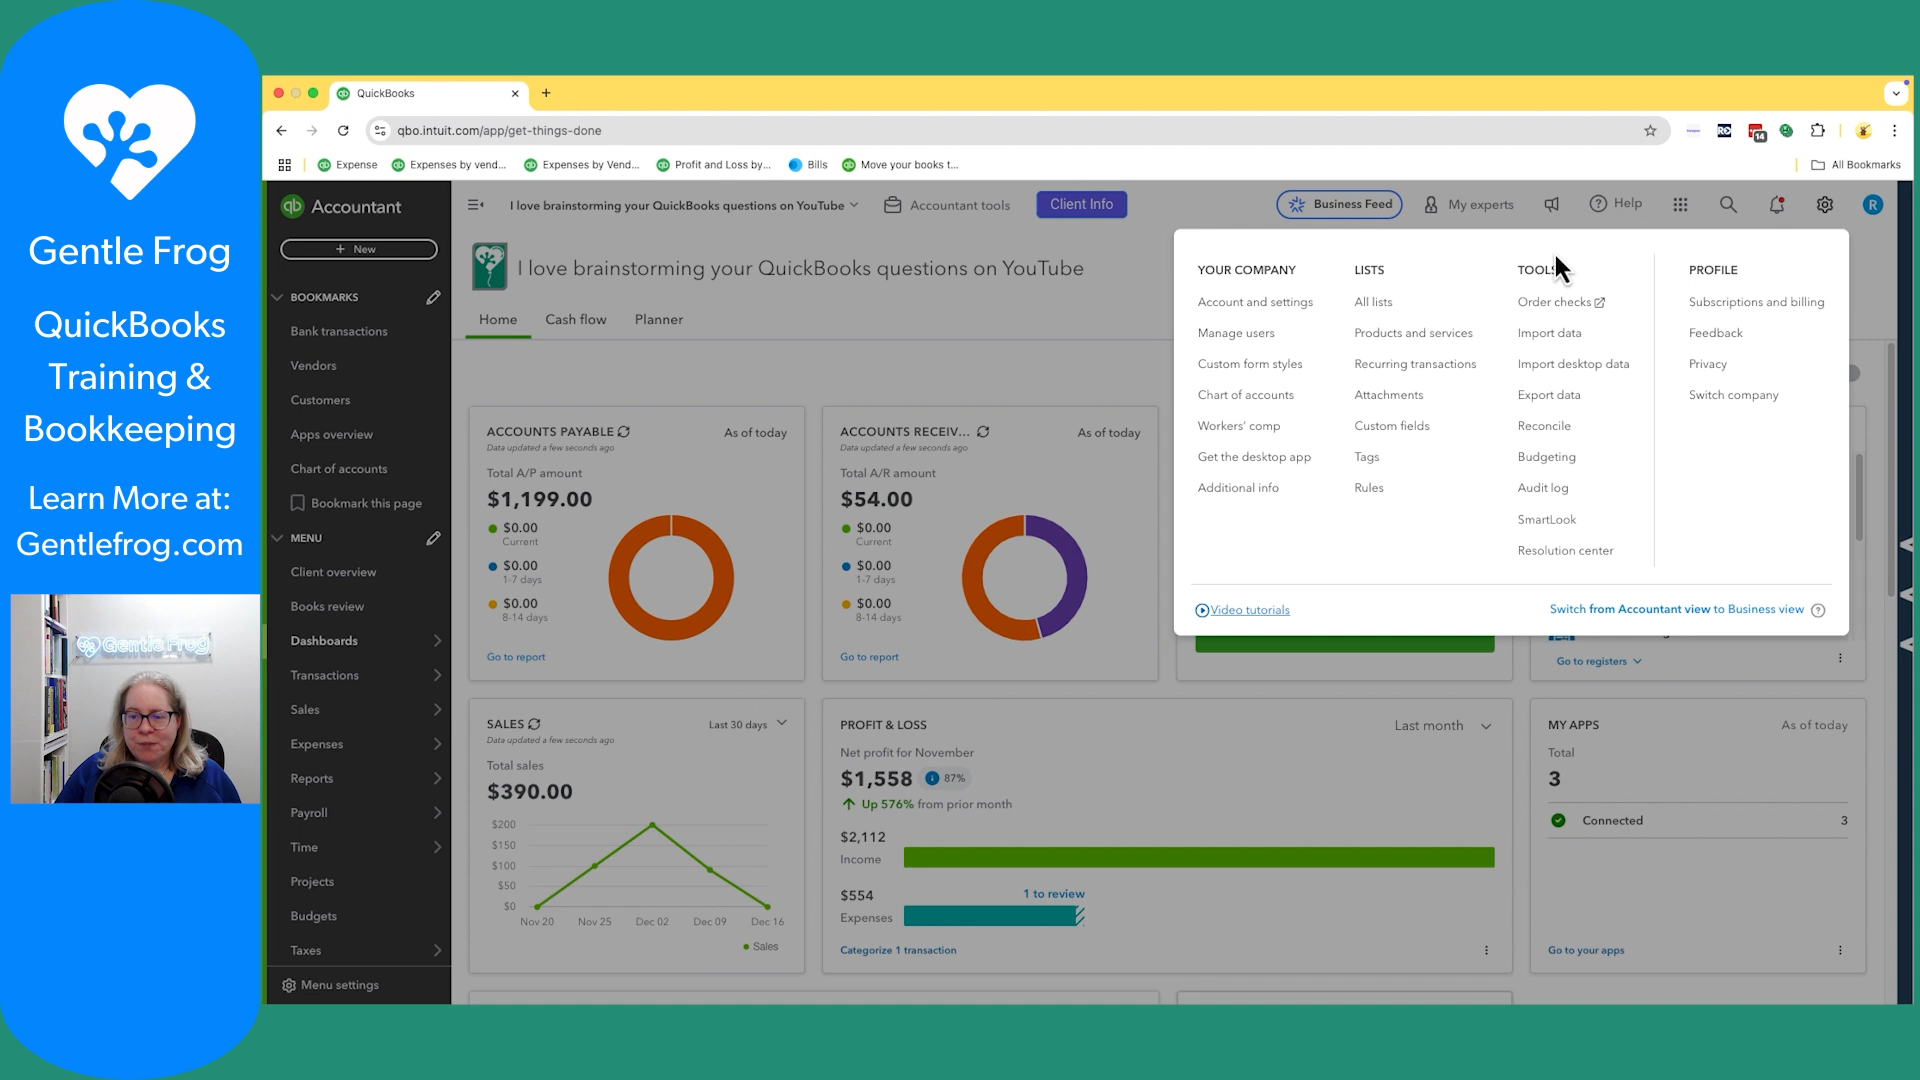 Gentle Frog
QuickBooks
Training &
Bookkeeping
Learn More at:
Gentlefrog.com
Gentle Frog
QuickBooks
qbo.intuit.com/app/get-things-done
14
Expense
Expenses by vend...
Expenses by Vend...
Profit and Loss by...
Bills
Move your books t...
All Bookmarks
qb Accountant
+ New
BOOKMARKS
Bank transactions
Vendors
Customers
Apps overview
Chart of accounts
Bookmark this page
MENU
Client overview
Books review
Dashboards
Transactions
Sales
Expenses
Reports
Payroll
Time
Projects
Budgets
Taxes
Menu settings
I love brainstorming your QuickBooks questions on YouTube
Accountant tools
Client Info
Business Feed
My experts
Help
R
I love brainstorming your QuickBooks questions on YouTube
Home
Cash flow
Planner
YOUR COMPANY
Account and settings
Manage users
Custom form styles
Chart of accounts
Workers' comp
Get the desktop app
Additional info
LISTS
All lists
Products and services
Recurring transactions
Attachments
Custom fields
Tags
Rules
TOOLS
Order checks
Import data
Import desktop data
Export data
Reconcile
Budgeting
Audit log
SmartLook
Resolution center
PROFILE
Subscriptions and billing
Feedback
Privacy
Switch company
Video tutorials
Switch from Accountant view to Business view
ACCOUNTS PAYABLE
As of today
Data updated a few seconds ago
Total A/P amount
$1,199.00
$0.00
Current
$0.00
1-7 days
$0.00
8-14 days
Go to report
ACCOUNTS RECEIV...
As of today
Data updated a few seconds ago
Total A/R amount
$54.00
$0.00
Current
$0.00
1-7 days
$0.00
8-14 days
Go to report
Go to registers
SALES
Last 30 days
Data updated a few seconds ago
Total sales
$390.00
$200
$150
$100
$50
$0
Nov 20
Nov 25
Dec 02
Dec 09
Dec 16
Sales
PROFIT & LOSS
Last month
Net profit for November
$1,558
87%
Up 576% from prior month
$2,112
Income
$554
Expenses
1 to review
Categorize 1 transaction
MY APPS
As of today
Total
3
Connected
3
Go to your apps